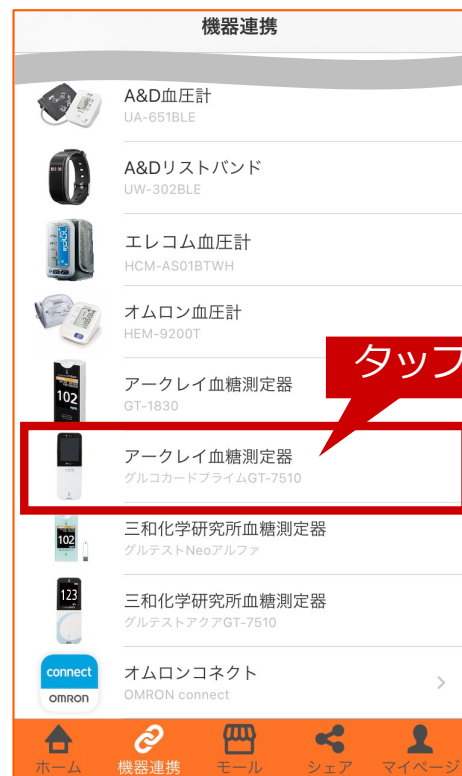 機器連携
A&D血圧計
UA-651BLE
A&Dリストバンド
UW-302BLE
エレコム血圧計
HCM-AS01BTWH
オムロン血圧計
HEM-9200T
タップ
アークレイ血糖測定器
GT-1830
102
アークレイ血糖測定器
グルコカードプライムGT-7510
三和化学研究所血糖測定器
グルテストNeoアルファ
102
三和化学研究所血糖測定器
グルテストアクアGT-7510
123
オムロンコネクト
OMRON connect
connect
OMRON
ホーム
機器連携
モール
シェア
マイページ